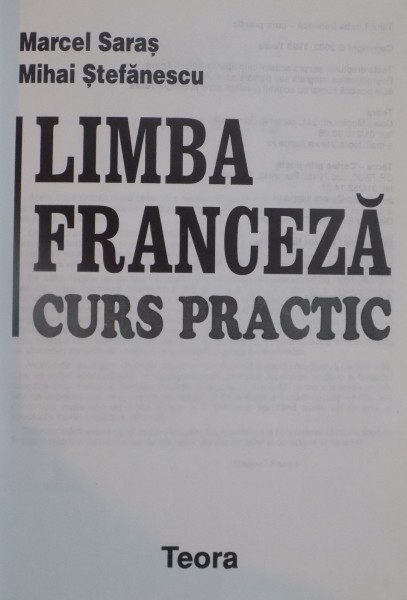 Marcel Saraș
Mihai Ștefănescu
LIMBA
FRANCEZĂ
CURS PRACTIC
Teora